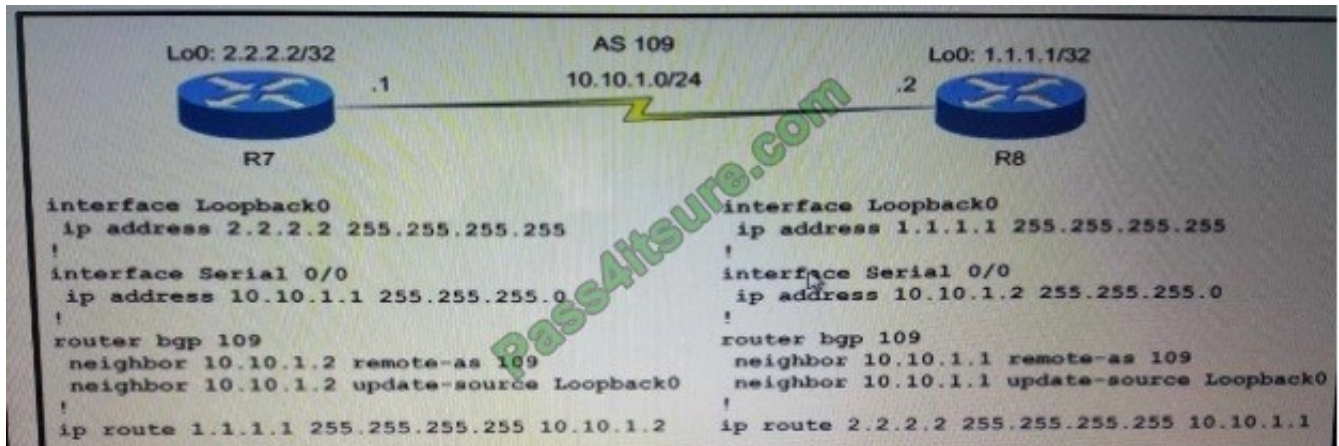 AS 109
Lo0: 2.2.2.2/32
Lo0: 1.1.1.1/32
.1
10.10.1.0/24
.2
R7
R8
Pass4itsure.com
interface Loopback0
ip address 2.2.2.2 255.255.255.255
!
interface Serial 0/0
ip address 10.10.1.1 255.255.255.0
!
router bgp 109
neighbor 10.10.1.2 remote-as 109
neighbor 10.10.1.2 update-source Loopback0
!
ip route 1.1.1.1 255.255.255.255 10.10.1.2
interface Loopback0
ip address 1.1.1.1 255.255.255.255
!
interface Serial 0/0
ip address 10.10.1.2 255.255.255.0
!
router bgp 109
neighbor 10.10.1.1 remote-as 109
neighbor 10.10.1.1 update-source Loopback0
!
ip route 2.2.2.2 255.255.255.255 10.10.1.1